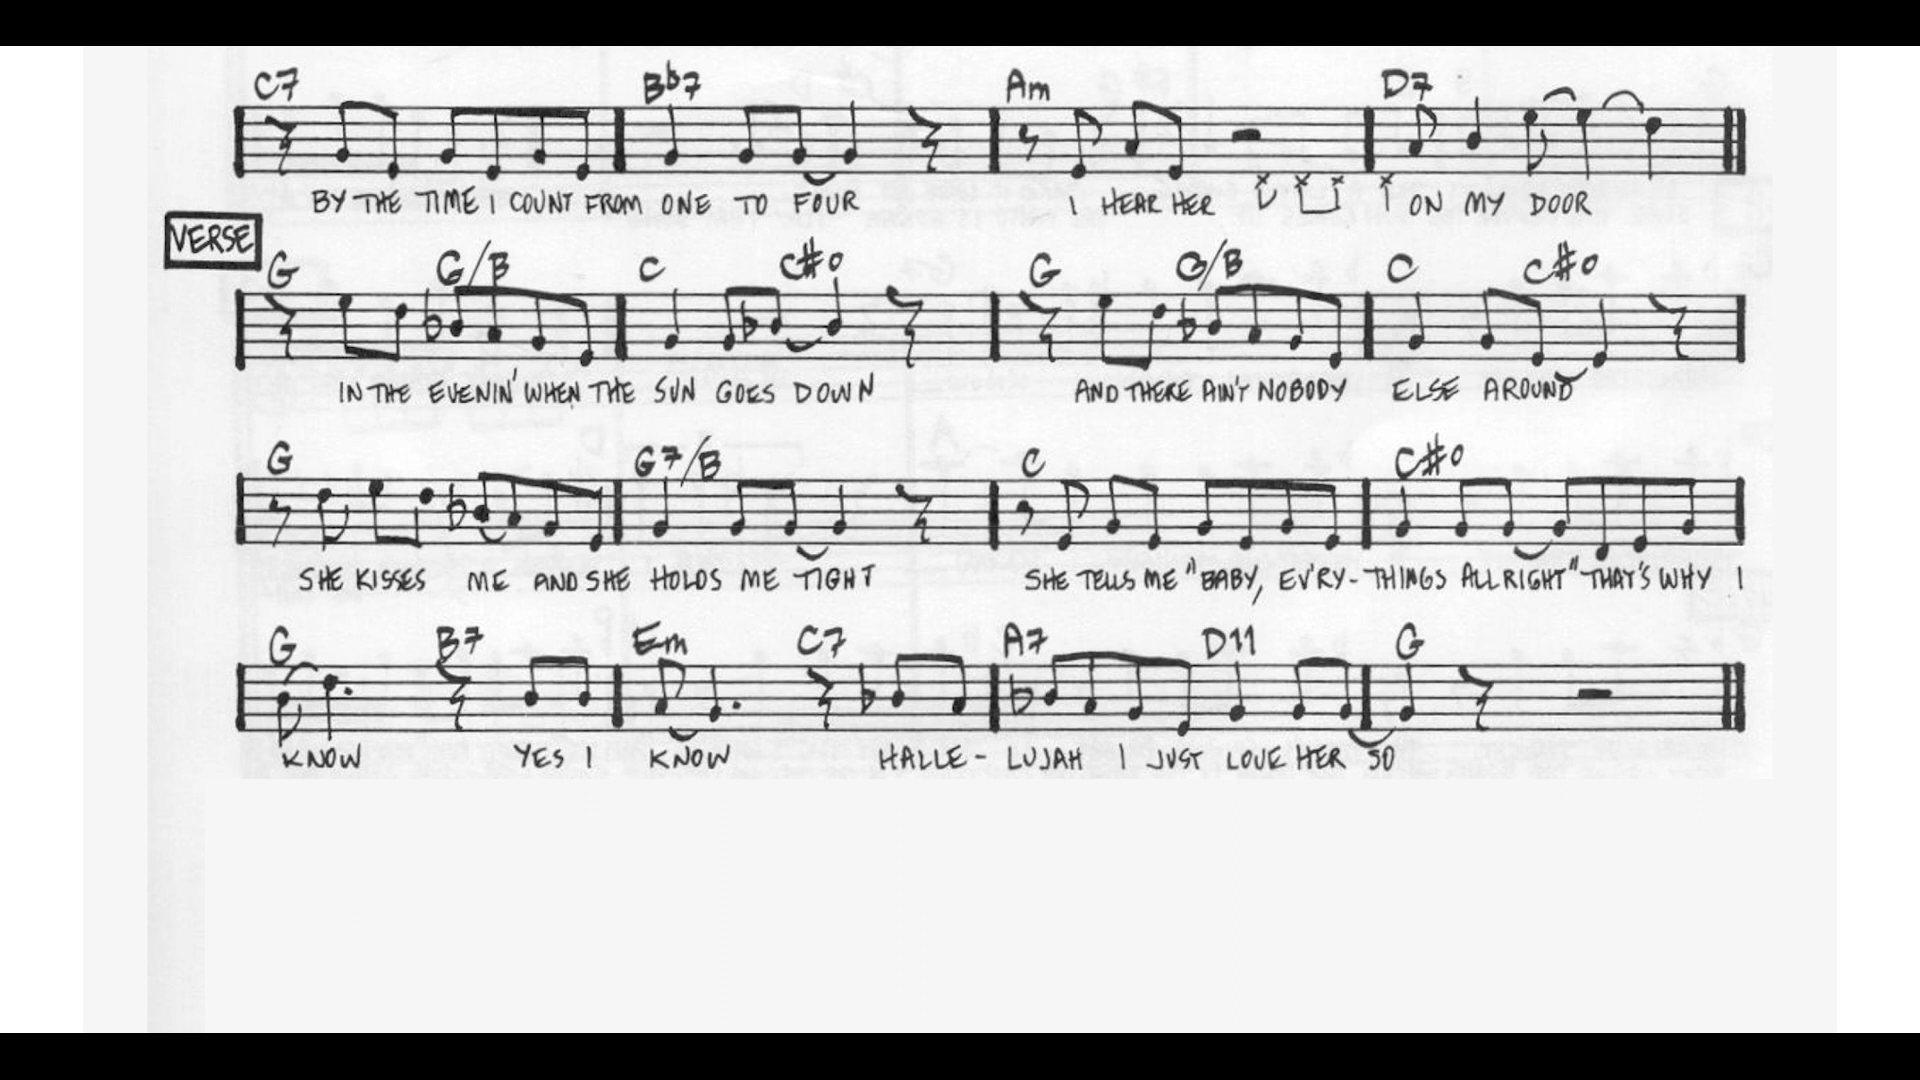 C7 Bb7 Am D7
BY THE TIME I COUNT FROM ONE TO FOUR I HEAR HER ON MY DOOR
VERSE
G G/B C C#o G G/B C C#o
IN THE EVENIN' WHEN THE SUN GOES DOWN AND THERE AIN'T NOBODY ELSE AROUND
G G7/B C C#o
SHE KISSES ME AND SHE HOLDS ME TIGHT SHE TELLS ME "BABY, EV'RY-THINGS ALL RIGHT" THAT'S WHY I
G B7 Em C7 A7 D11 G
KNOW YES I KNOW HALLE-LUJAH I JUST LOVE HER SO